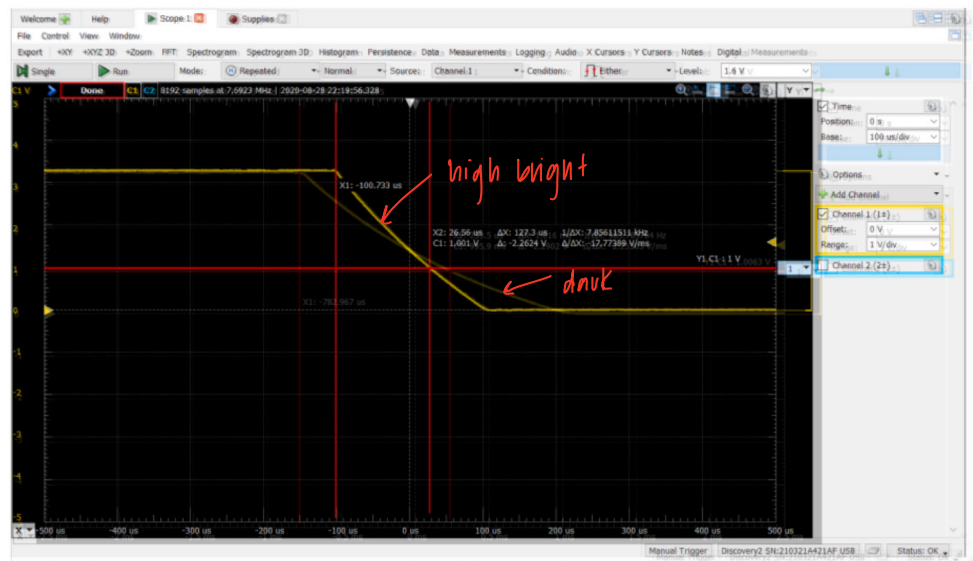 Welcome Help Scope 1 Supplies
File Control View Window
Export +XY +XYZ 3D +Zoom FFT Spectrogram Spectrogram 3D Histogram Persistence Data Measurements Logging Audio X Cursors Y Cursors Notes Digital Measurements
Single Run Mode: Repeated Normal Source: Channel 1 Condition: Either Level: 1.6 V
C1 V Done C1 C2 8192 samples at 7.6923 MHz | 2020-08-28 22:19:56.328 Y
Time
Position: 0 s
Base: 100 us/div
Options
Add Channel
Channel 1 (1±)
Offset: 0 V
Range: 1 V/div
Channel 2 (2±)
5
4
3
2
1
0
-1
-2
-3
-4
-5
high bright
X1: -100.733 us
X2: 26.56 us ΔX: 127.3 us 1/ΔX: 7.85611511 kHz
C1: 1.001 V Δ: -2.2624 V Δ/ΔX: -17.77389 V/ms
Y1 C1: 1 V
1
dark
X1: -782.967 us
X -500 us -400 us -300 us -200 us -100 us 0 us 100 us 200 us 300 us 400 us 500 us
Manual Trigger Discovery2 SN:210321A421AF USB Status: OK